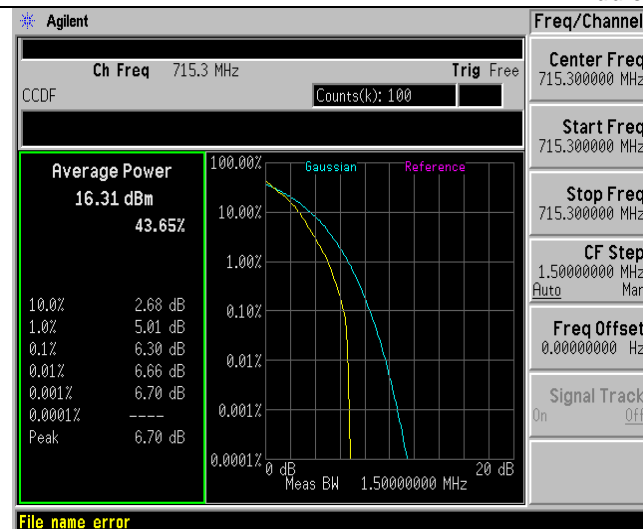 Agilent
Freq/Channel
Ch Freq 715.3 MHz Trig Free
CCDF Counts(k): 100
Average Power
16.31 dBm
43.65%
10.0% 2.68 dB
1.0% 5.01 dB
0.1% 6.30 dB
0.01% 6.66 dB
0.001% 6.70 dB
0.0001% ----
Peak 6.70 dB
Gaussian Reference
100.00%
10.00%
1.00%
0.10%
0.01%
0.001%
0.0001%
0 dB 20 dB
Meas BW 1.50000000 MHz
Center Freq
715.300000 MHz
Start Freq
715.300000 MHz
Stop Freq
715.300000 MHz
CF Step
1.50000000 MHz
Auto Man
Freq Offset
0.00000000 Hz
Signal Track
On Off
File name error